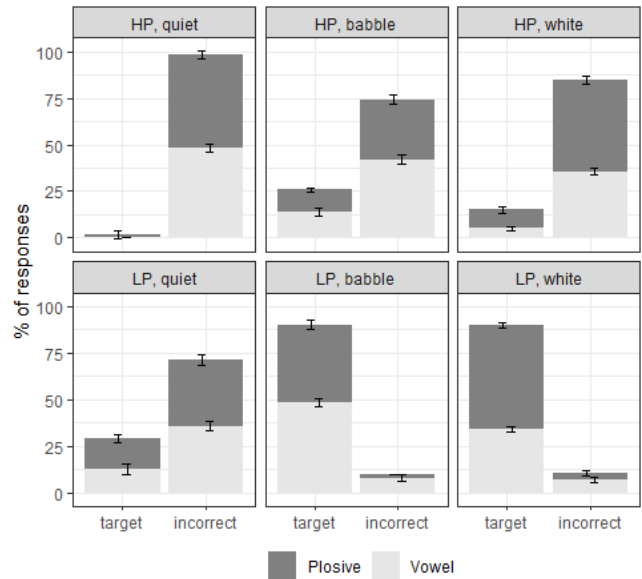 HP, quiet HP, babble HP, white
100
75
50
25
0
% of responses
LP, quiet LP, babble LP, white
100
75
50
25
0
target incorrect target incorrect target incorrect
Plosive Vowel